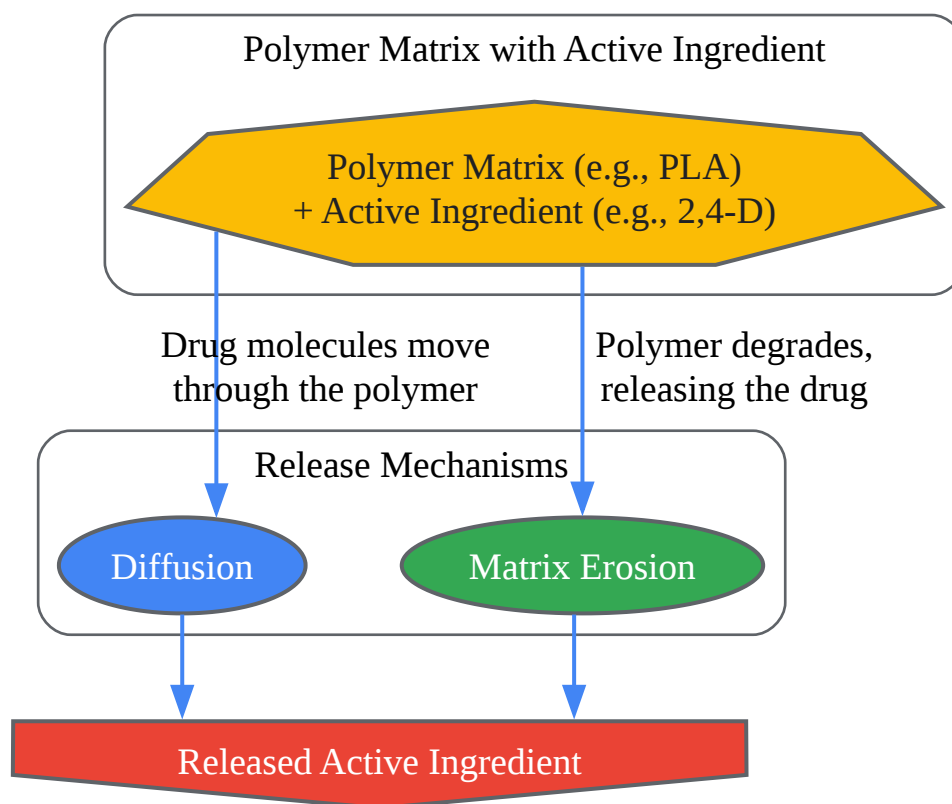 Polymer Matrix with Active Ingredient
Polymer Matrix (e.g., PLA)
+ Active Ingredient (e.g., 2,4-D)
Drug molecules move
through the polymer
Polymer degrades,
releasing the drug
Release Mechanisms
Diffusion
Matrix Erosion
Released Active Ingredient